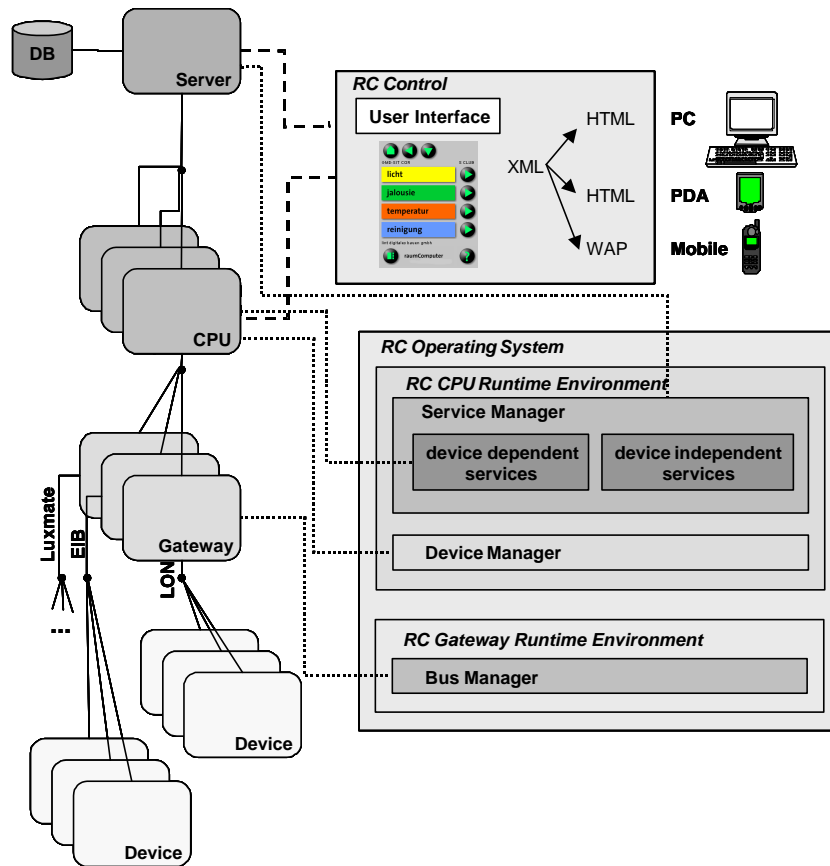 DB
Server
RC Control
User Interface
licht
jalousie
temperatur
reinigung
raumComputer
?
XML
HTML
HTML
WAP
PC
PDA
Mobile
CPU
RC Operating System
RC CPU Runtime Environment
Service Manager
device dependent
services
device independent
services
Device Manager
RC Gateway Runtime Environment
Bus Manager
Gateway
Luxmate
EIB
LON
...
Device
Device